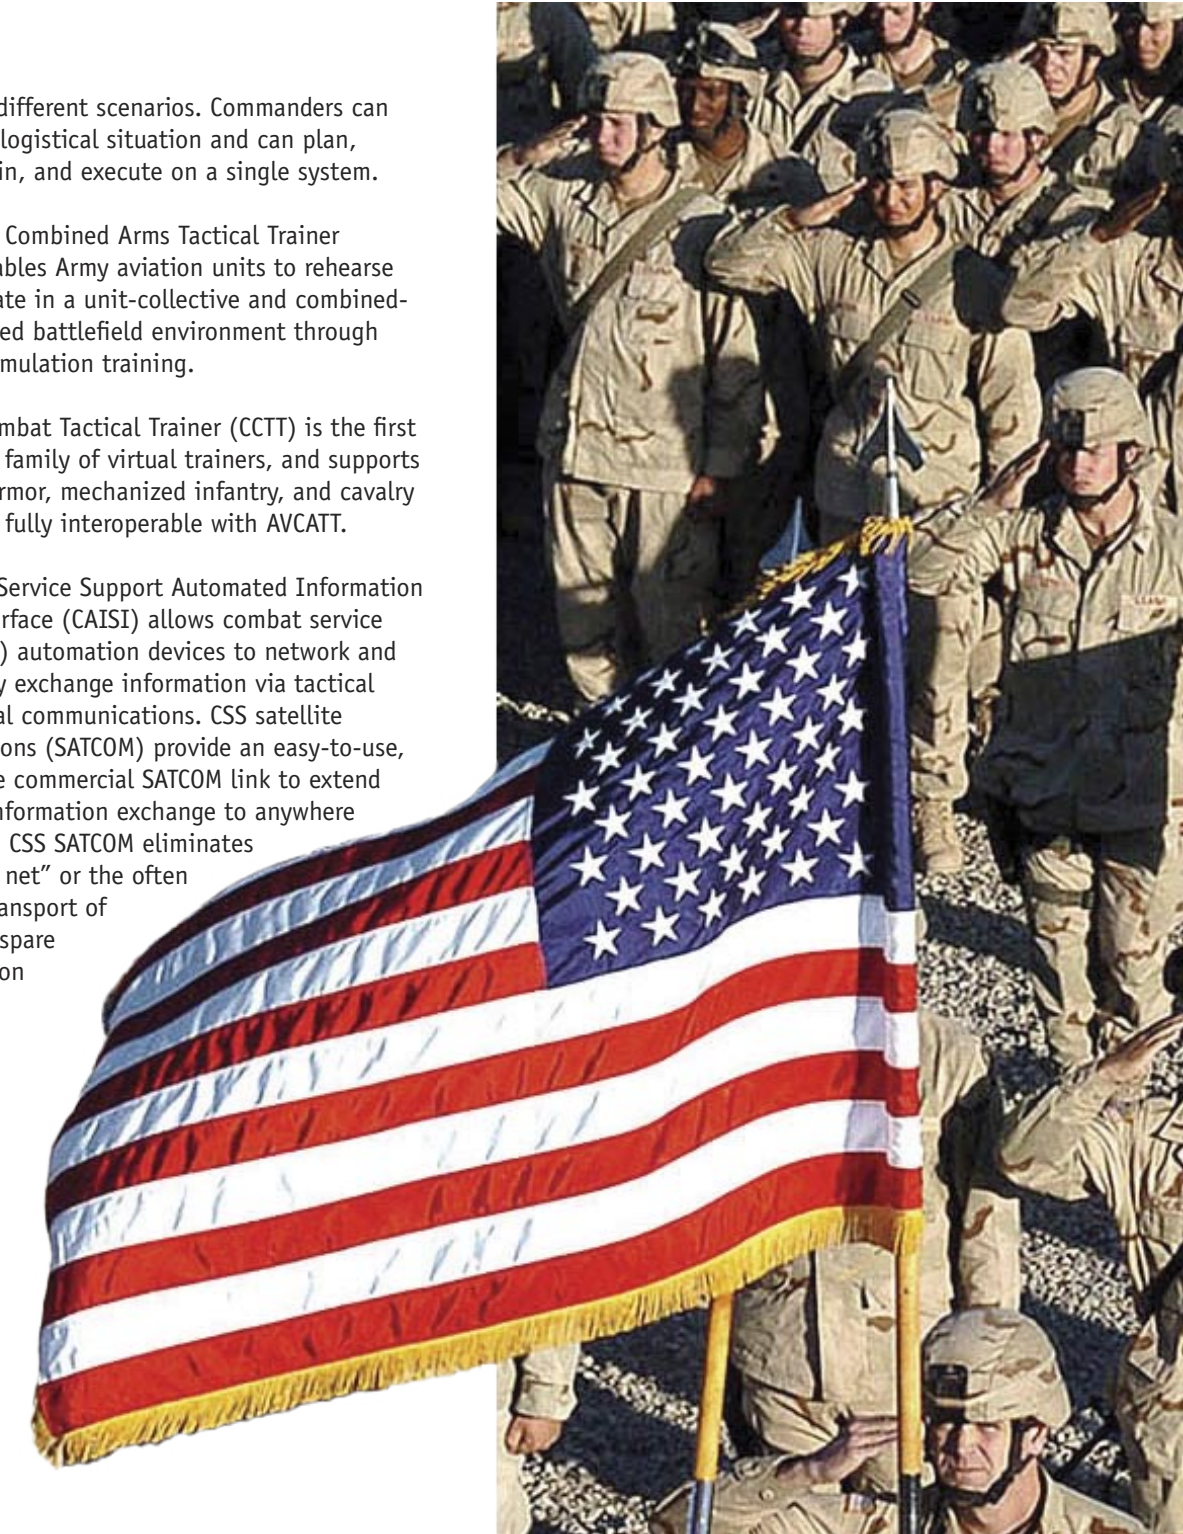 different scenarios. Commanders can
logistical situation and can plan,
in, and execute on a single system.
Combined Arms Tactical Trainer
ables Army aviation units to rehearse
ate in a unit-collective and combined-
ed battlefield environment through
mulation training.
mbat Tactical Trainer (CCTT) is the first
family of virtual trainers, and supports
rmor, mechanized infantry, and cavalry
fully interoperable with AVCATT.
Service Support Automated Information
rface (CAISI) allows combat service
) automation devices to network and
y exchange information via tactical
al communications. CSS satellite
ons (SATCOM) provide an easy-to-use,
e commercial SATCOM link to extend
nformation exchange to anywhere
CSS SATCOM eliminates
net” or the often
ansport of
spare
on